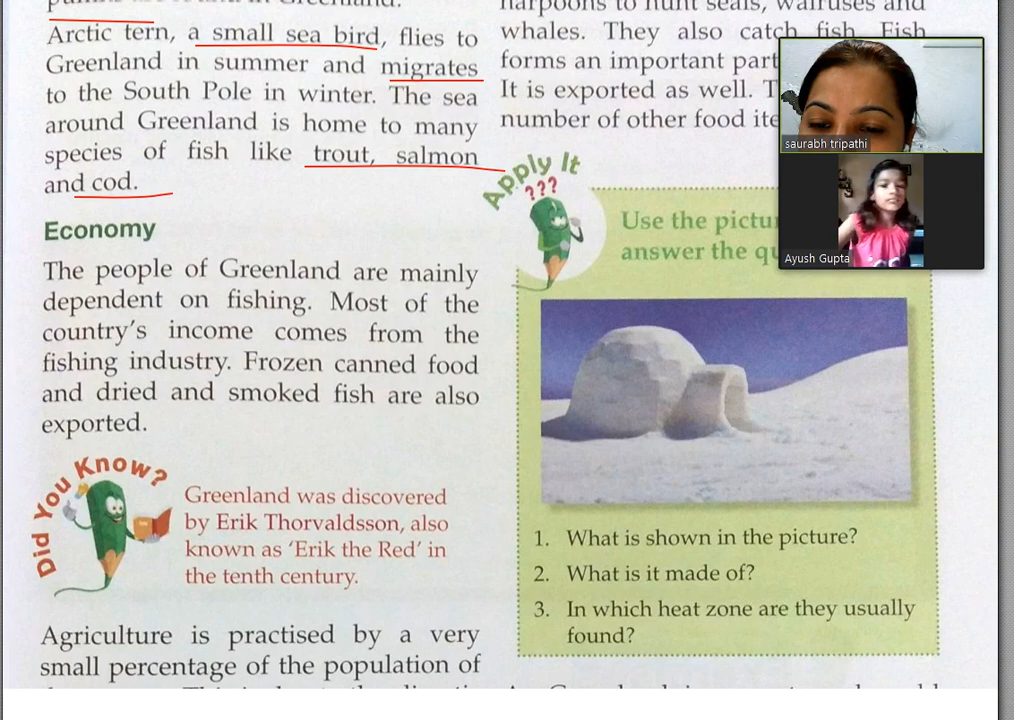 Arctic tern, a small sea bird, flies to
Greenland in summer and migrates
to the South Pole in winter. The sea
around Greenland is home to many
species of fish like trout, salmon
and cod.
Economy
The people of Greenland are mainly
dependent on fishing. Most of the
country's income comes from the
fishing industry. Frozen canned food
and dried and smoked fish are also
exported.
Did You Know?
Greenland was discovered
by Erik Thorvaldsson, also
known as 'Erik the Red' in
the tenth century.
Agriculture is practised by a very
small percentage of the population of
harpoons to hunt seals, walruses and
whales. They also catch fish. Fish
forms an important part
It is exported as well. T
number of other food ite
Apply It
???
Use the pictu
answer the qu
1. What is shown in the picture?
2. What is it made of?
3. In which heat zone are they usually
found?
saurabh tripathi
Ayush Gupta